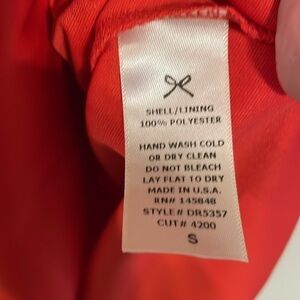 SHELL/LINING
100% POLYESTER
HAND WASH COLD
OR DRY CLEAN
DO NOT BLEACH
LAY FLAT TO DRY
MADE IN U.S.A.
RN# 145848
STYLE# DR5357
CUT# 4200
S